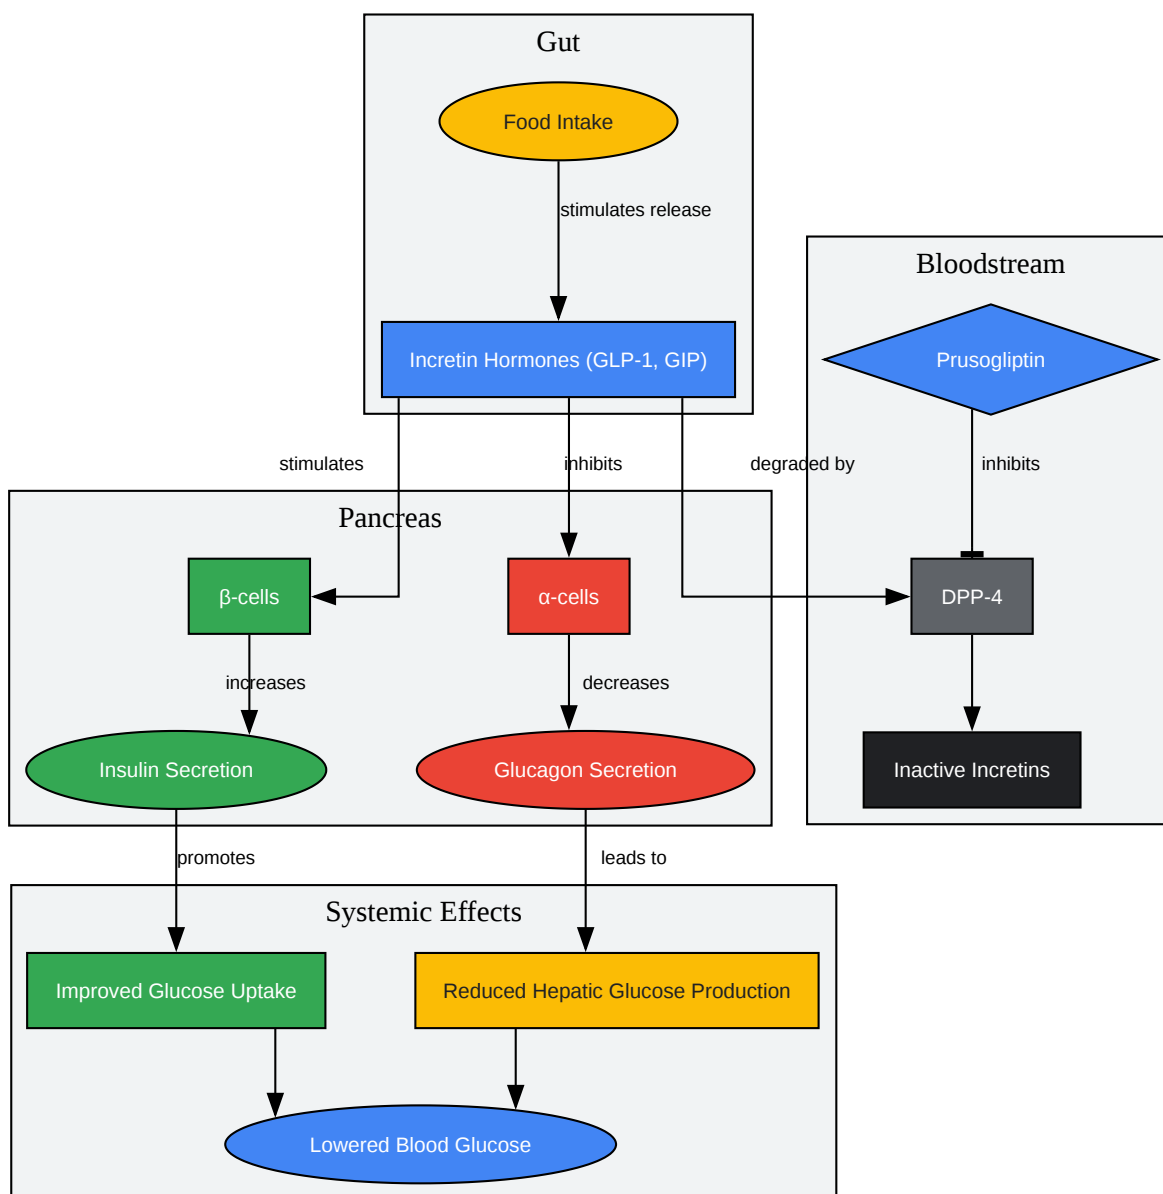 Gut
Food Intake
stimulates release
Bloodstream
Incretin Hormones (GLP-1, GIP)
Prusogliptin
stimulates
inhibits
degraded by
inhibits
Pancreas
β-cells
α-cells
DPP-4
increases
decreases
Insulin Secretion
Glucagon Secretion
Inactive Incretins
promotes
leads to
Systemic Effects
Improved Glucose Uptake
Reduced Hepatic Glucose Production
Lowered Blood Glucose